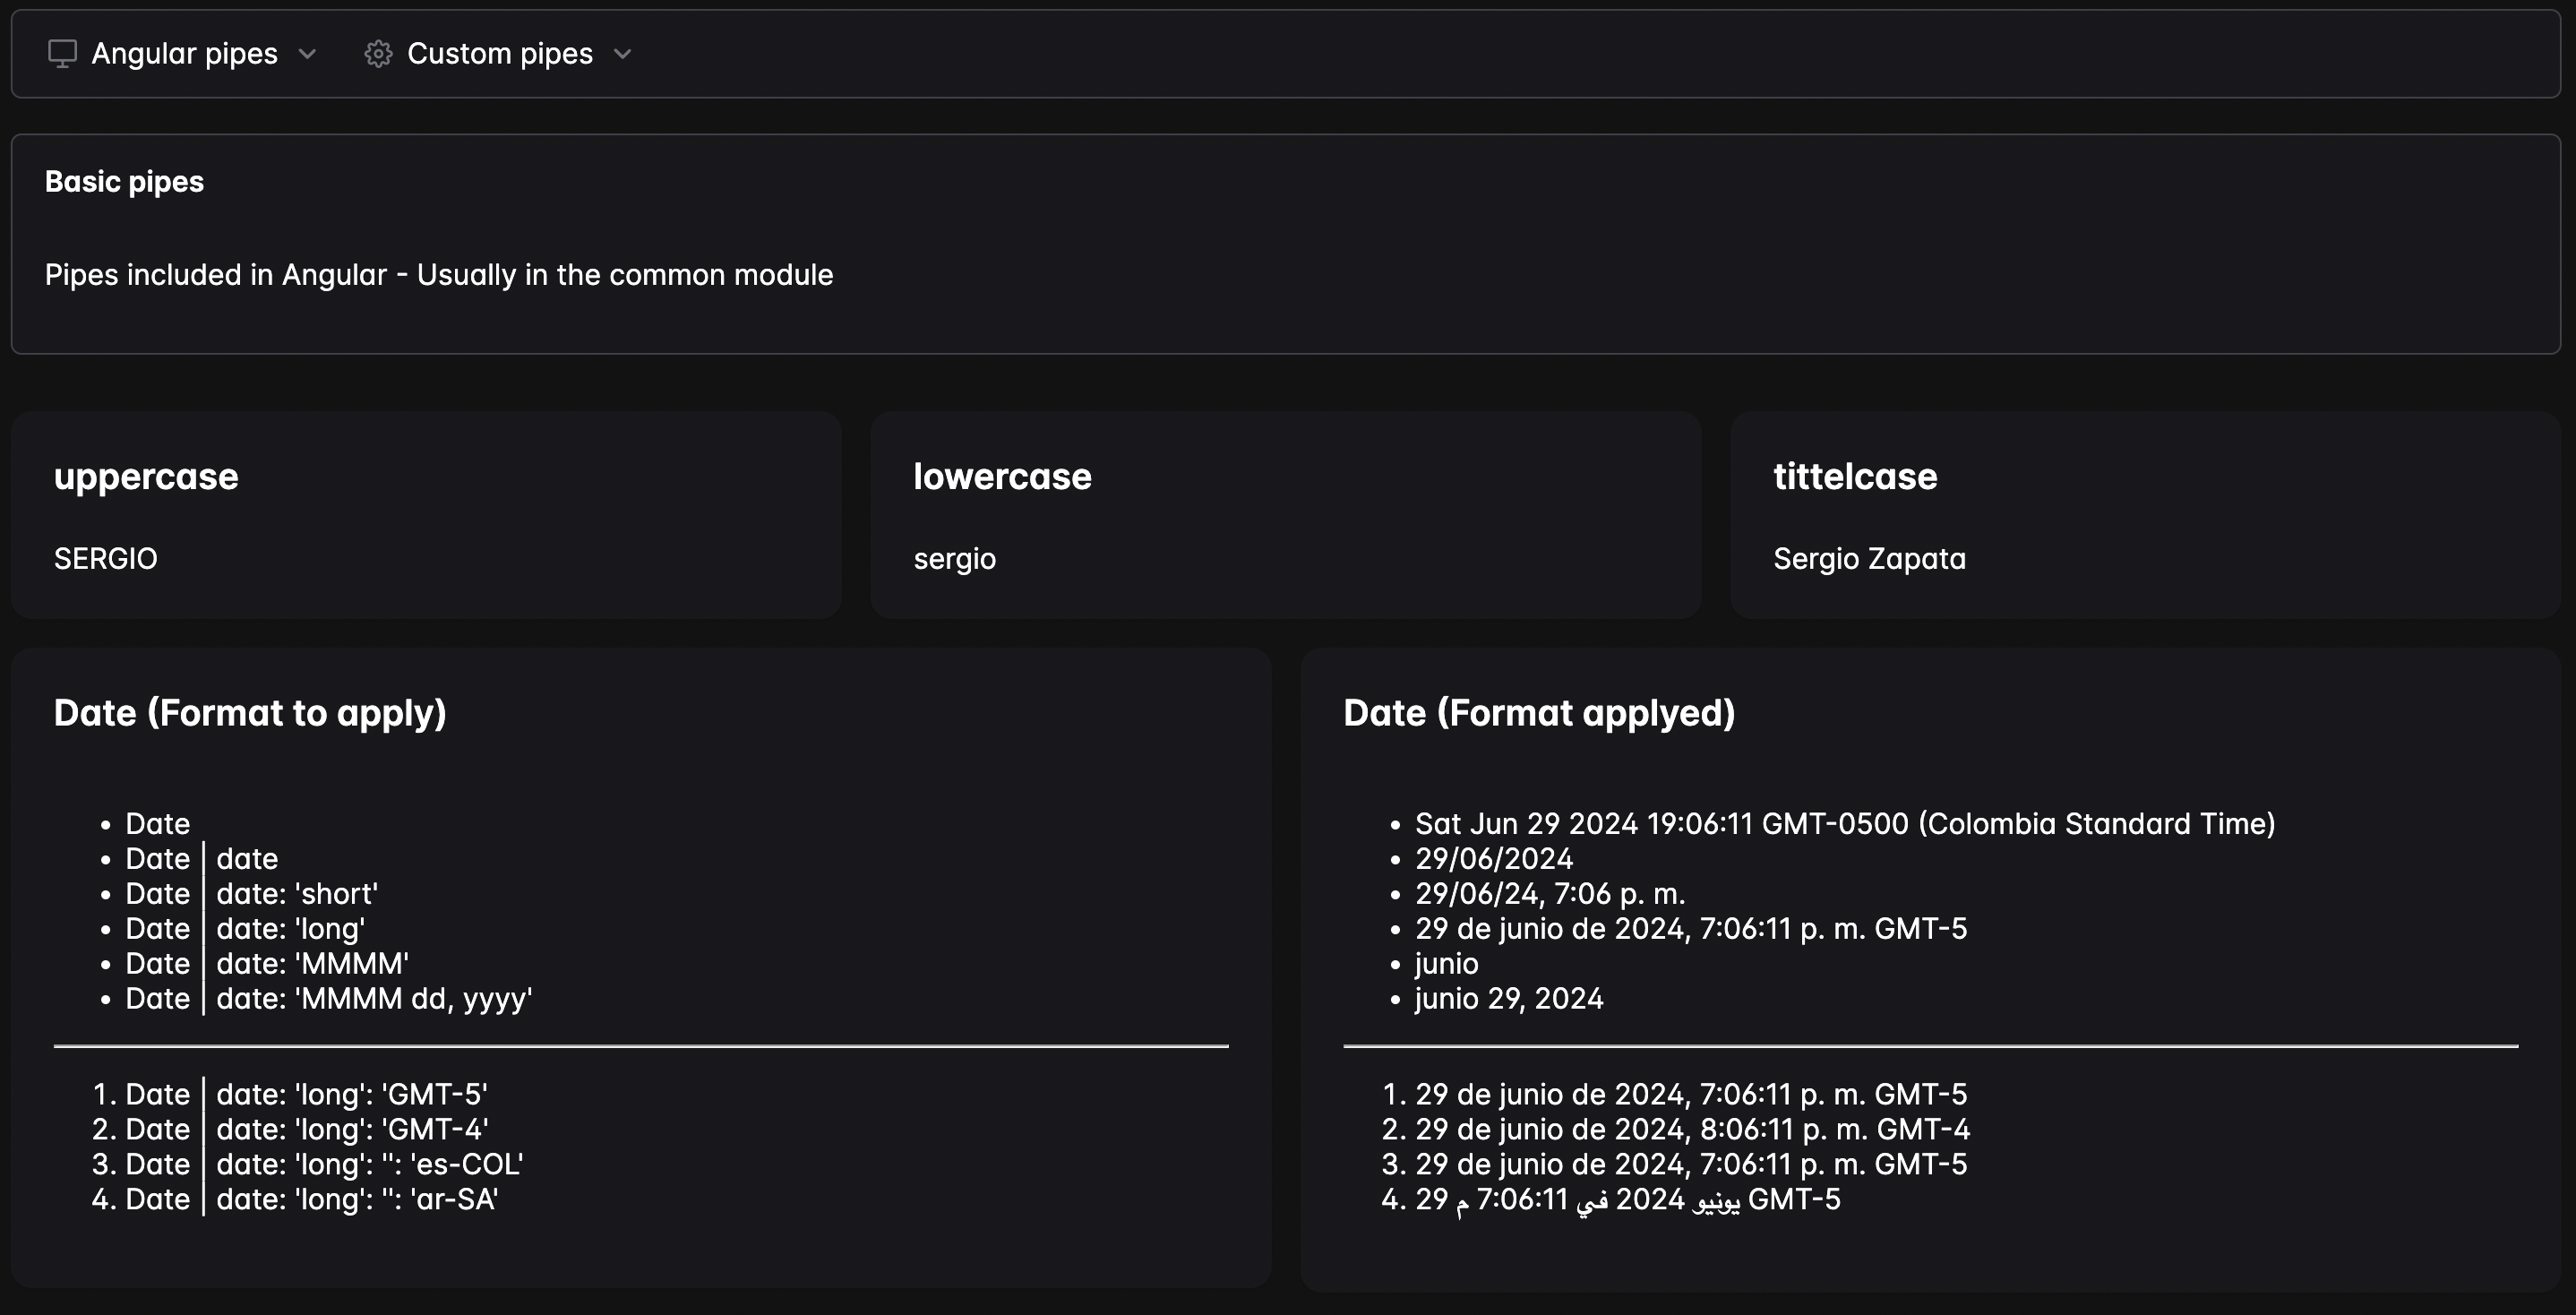 Angular pipes
Custom pipes
Basic pipes
Pipes included in Angular - Usually in the common module
uppercase
SERGIO
lowercase
sergio
tittelcase
Sergio Zapata
Date (Format to apply)
• Date
• Date | date
• Date | date: 'short'
• Date | date: 'long'
• Date | date: 'MMMM'
• Date | date: 'MMMM dd, yyyy'
1. Date | date: 'long': 'GMT-5'
2. Date | date: 'long': 'GMT-4'
3. Date | date: 'long': '': 'es-COL'
4. Date | date: 'long': '': 'ar-SA'
Date (Format applyed)
• Sat Jun 29 2024 19:06:11 GMT-0500 (Colombia Standard Time)
• 29/06/2024
• 29/06/24, 7:06 p. m.
• 29 de junio de 2024, 7:06:11 p. m. GMT-5
• junio
• junio 29, 2024
1. 29 de junio de 2024, 7:06:11 p. m. GMT-5
2. 29 de junio de 2024, 8:06:11 p. m. GMT-4
3. 29 de junio de 2024, 7:06:11 p. m. GMT-5
4. 29 يونيو 2024 في 7:06:11 م GMT-5